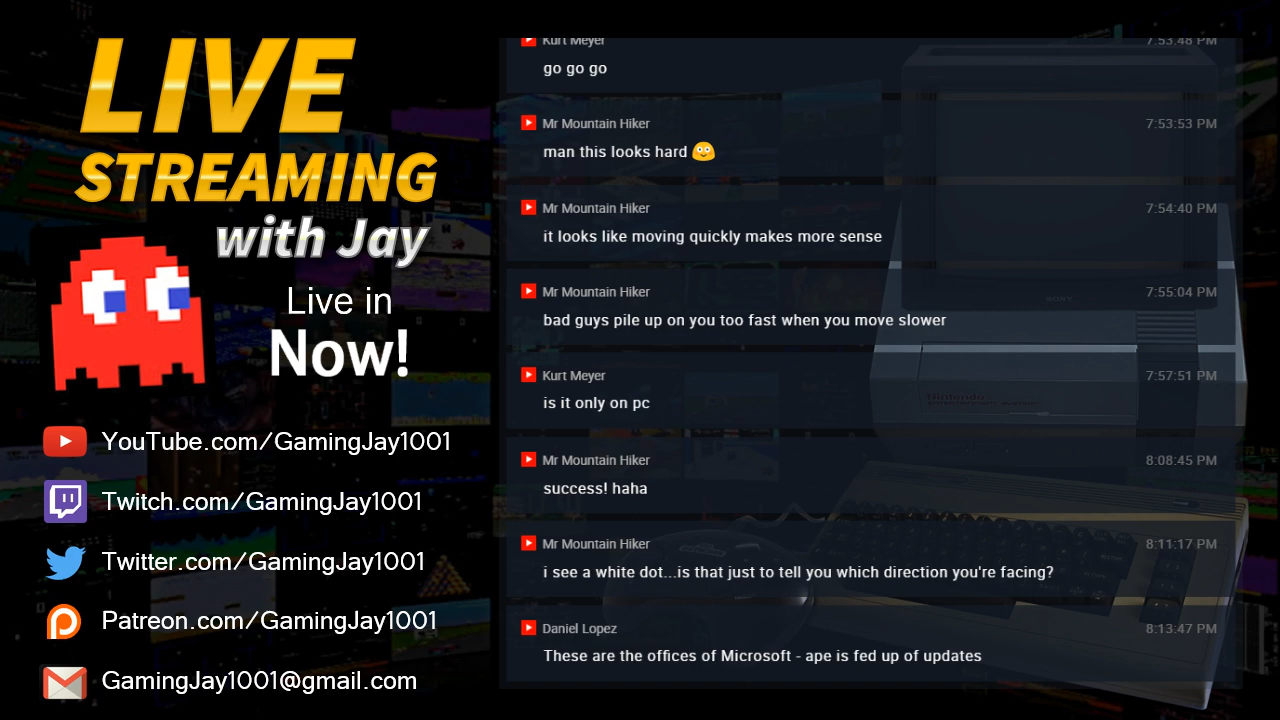 LIVE
STREAMING
with Jay
Live in
Now!
YouTube.com/GamingJay1001
Twitch.com/GamingJay1001
Twitter.com/GamingJay1001
Patreon.com/GamingJay1001
GamingJay1001@gmail.com
Kurt Meyer 7:53:48 PM
go go go
Mr Mountain Hiker 7:53:53 PM
man this looks hard
Mr Mountain Hiker 7:54:40 PM
it looks like moving quickly makes more sense
Mr Mountain Hiker 7:55:04 PM
bad guys pile up on you too fast when you move slower
Kurt Meyer 7:57:51 PM
is it only on pc
Mr Mountain Hiker 8:08:45 PM
success! haha
Mr Mountain Hiker 8:11:17 PM
i see a white dot...is that just to tell you which direction you're facing?
Daniel Lopez 8:13:47 PM
These are the offices of Microsoft - ape is fed up of updates
SONY
Nintendo